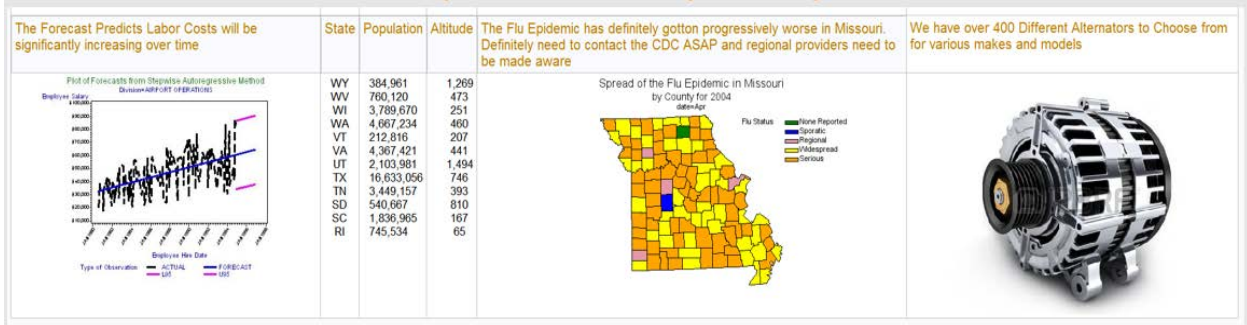 The Forecast Predicts Labor Costs will be
significantly increasing over time
Plot of Forecasts from Stepwise Autoregressive Method
Division=AIRPORT OPERATIONS
Employee Salary
Employee Hire Date
Type of Observation
ACTUAL
FORECAST
L95
U95
State Population Altitude
WY 384,961 1,269
WV 760,120 473
WI 3,789,670 251
WA 4,667,234 460
VT 212,816 207
VA 4,367,421 441
UT 2,103,981 1,494
TX 16,633,056 746
TN 3,449,157 393
SD 540,667 810
SC 1,836,965 167
RI 745,534 65
The Flu Epidemic has definitely gotton progressively worse in Missouri.
Definitely need to contact the CDC ASAP and regional providers need to
be made aware
Spread of the Flu Epidemic in Missouri
by County for 2004
date=Apr
Flu Status
None Reported
Sporatic
Regional
Widespread
Serious
We have over 400 Different Alternators to Choose from
for various makes and models